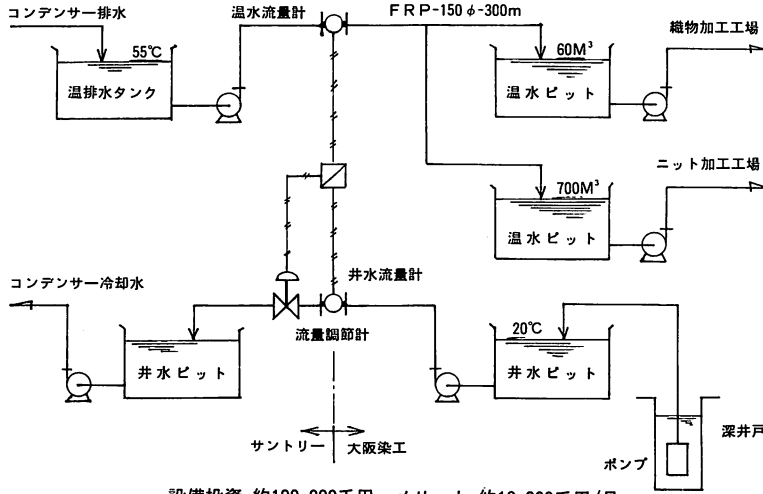 コンデンサー排水
温水流量計
FRP-150φ-300m
織物加工工場
55℃
温排水タンク
60M³
温水ピット
ニット加工工場
700M³
温水ピット
コンデンサー冷却水
井水流量計
20℃
流量調節計
井水ピット
井水ピット
サントリー
大阪染工
深井戸
ポンプ